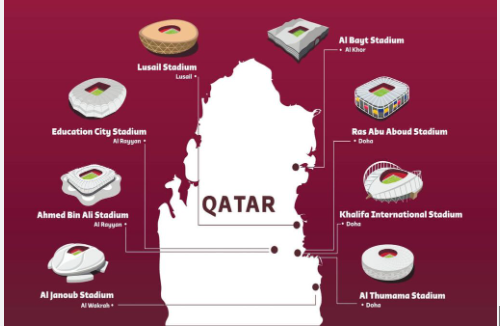 Lusail Stadium
Lusail
Al Bayt Stadium
Al Khor
Education City Stadium
Al Rayyan
Ras Abu Aboud Stadium
Doha
QATAR
Ahmed Bin Ali Stadium
Al Rayyan
Khalifa International Stadium
Doha
Al Janoub Stadium
Al Wakrah
Al Thumama Stadium
Doha